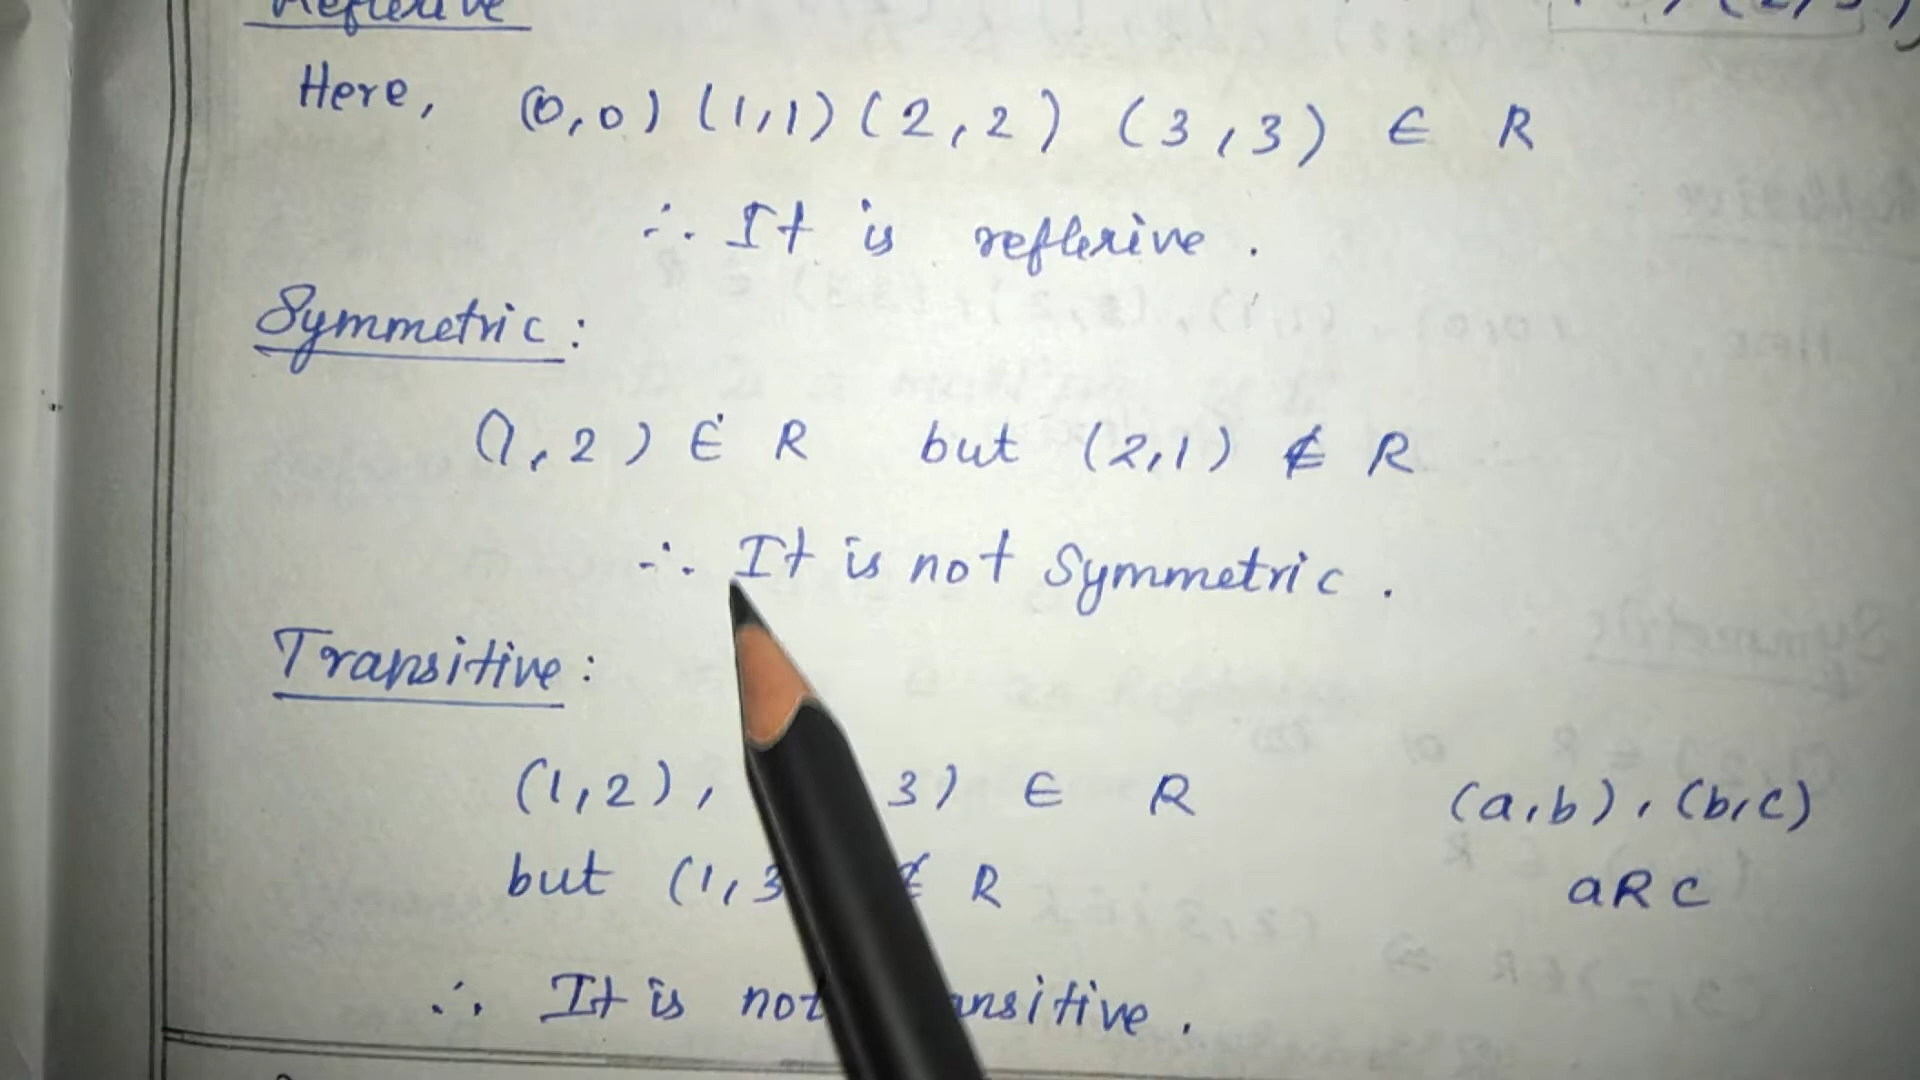 Reflexive
Here, (0,0) (1,1) (2,2) (3,3) ∈ R
∴ It is reflexive.
Symmetric:
(1,2) ∈ R but (2,1) ∉ R
∴ It is not Symmetric.
Transitive:
(1,2), 3) ∈ R (a,b), (b,c)
but (1,3 ∉ R aRc
∴ It is not ansitive.